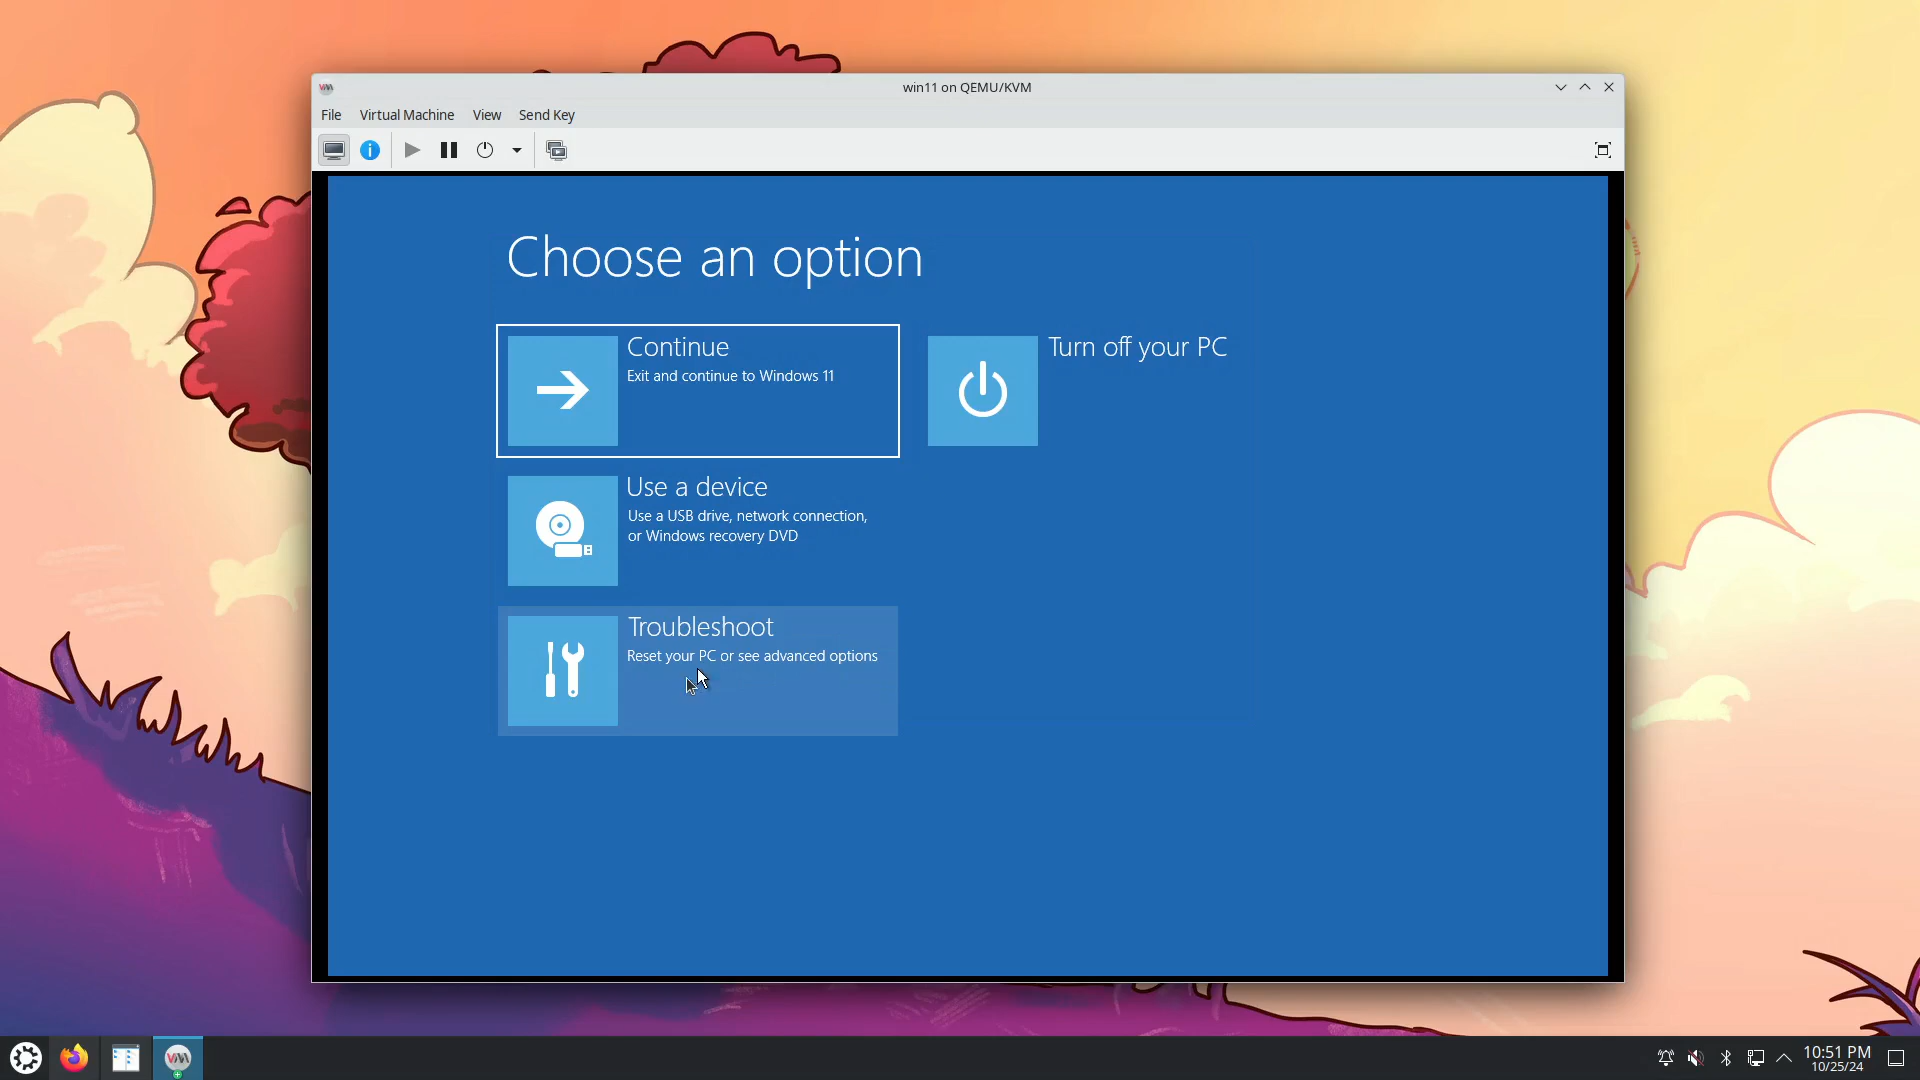 win11 on QEMU/KVM
File Virtual Machine View Send Key
Choose an option
Continue
Exit and continue to Windows 11
Turn off your PC
Use a device
Use a USB drive, network connection,
or Windows recovery DVD
Troubleshoot
Reset your PC or see advanced options
10:51 PM
10/25/24